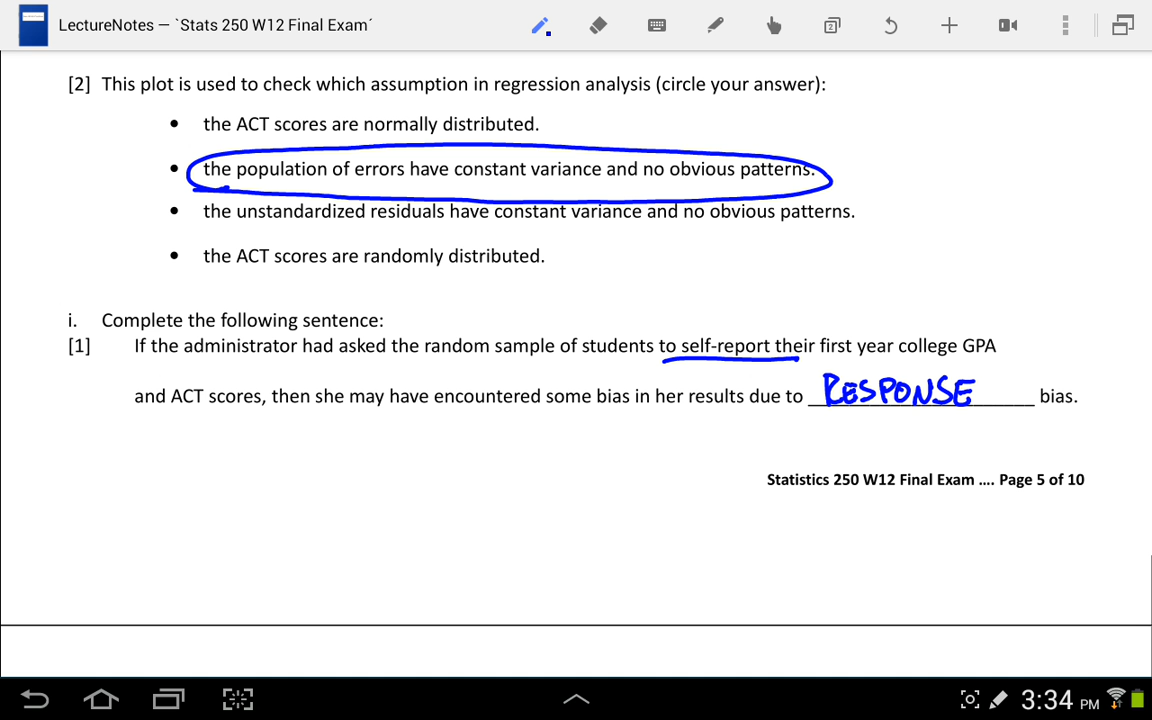 LectureNotes — `Stats 250 W12 Final Exam´
[2] This plot is used to check which assumption in regression analysis (circle your answer):
• the ACT scores are normally distributed.
• the population of errors have constant variance and no obvious patterns.
• the unstandardized residuals have constant variance and no obvious patterns.
• the ACT scores are randomly distributed.
i. Complete the following sentence:
[1] If the administrator had asked the random sample of students to self-report their first year college GPA
and ACT scores, then she may have encountered some bias in her results due to RESPONSE bias.
Statistics 250 W12 Final Exam .... Page 5 of 10
3:34 PM